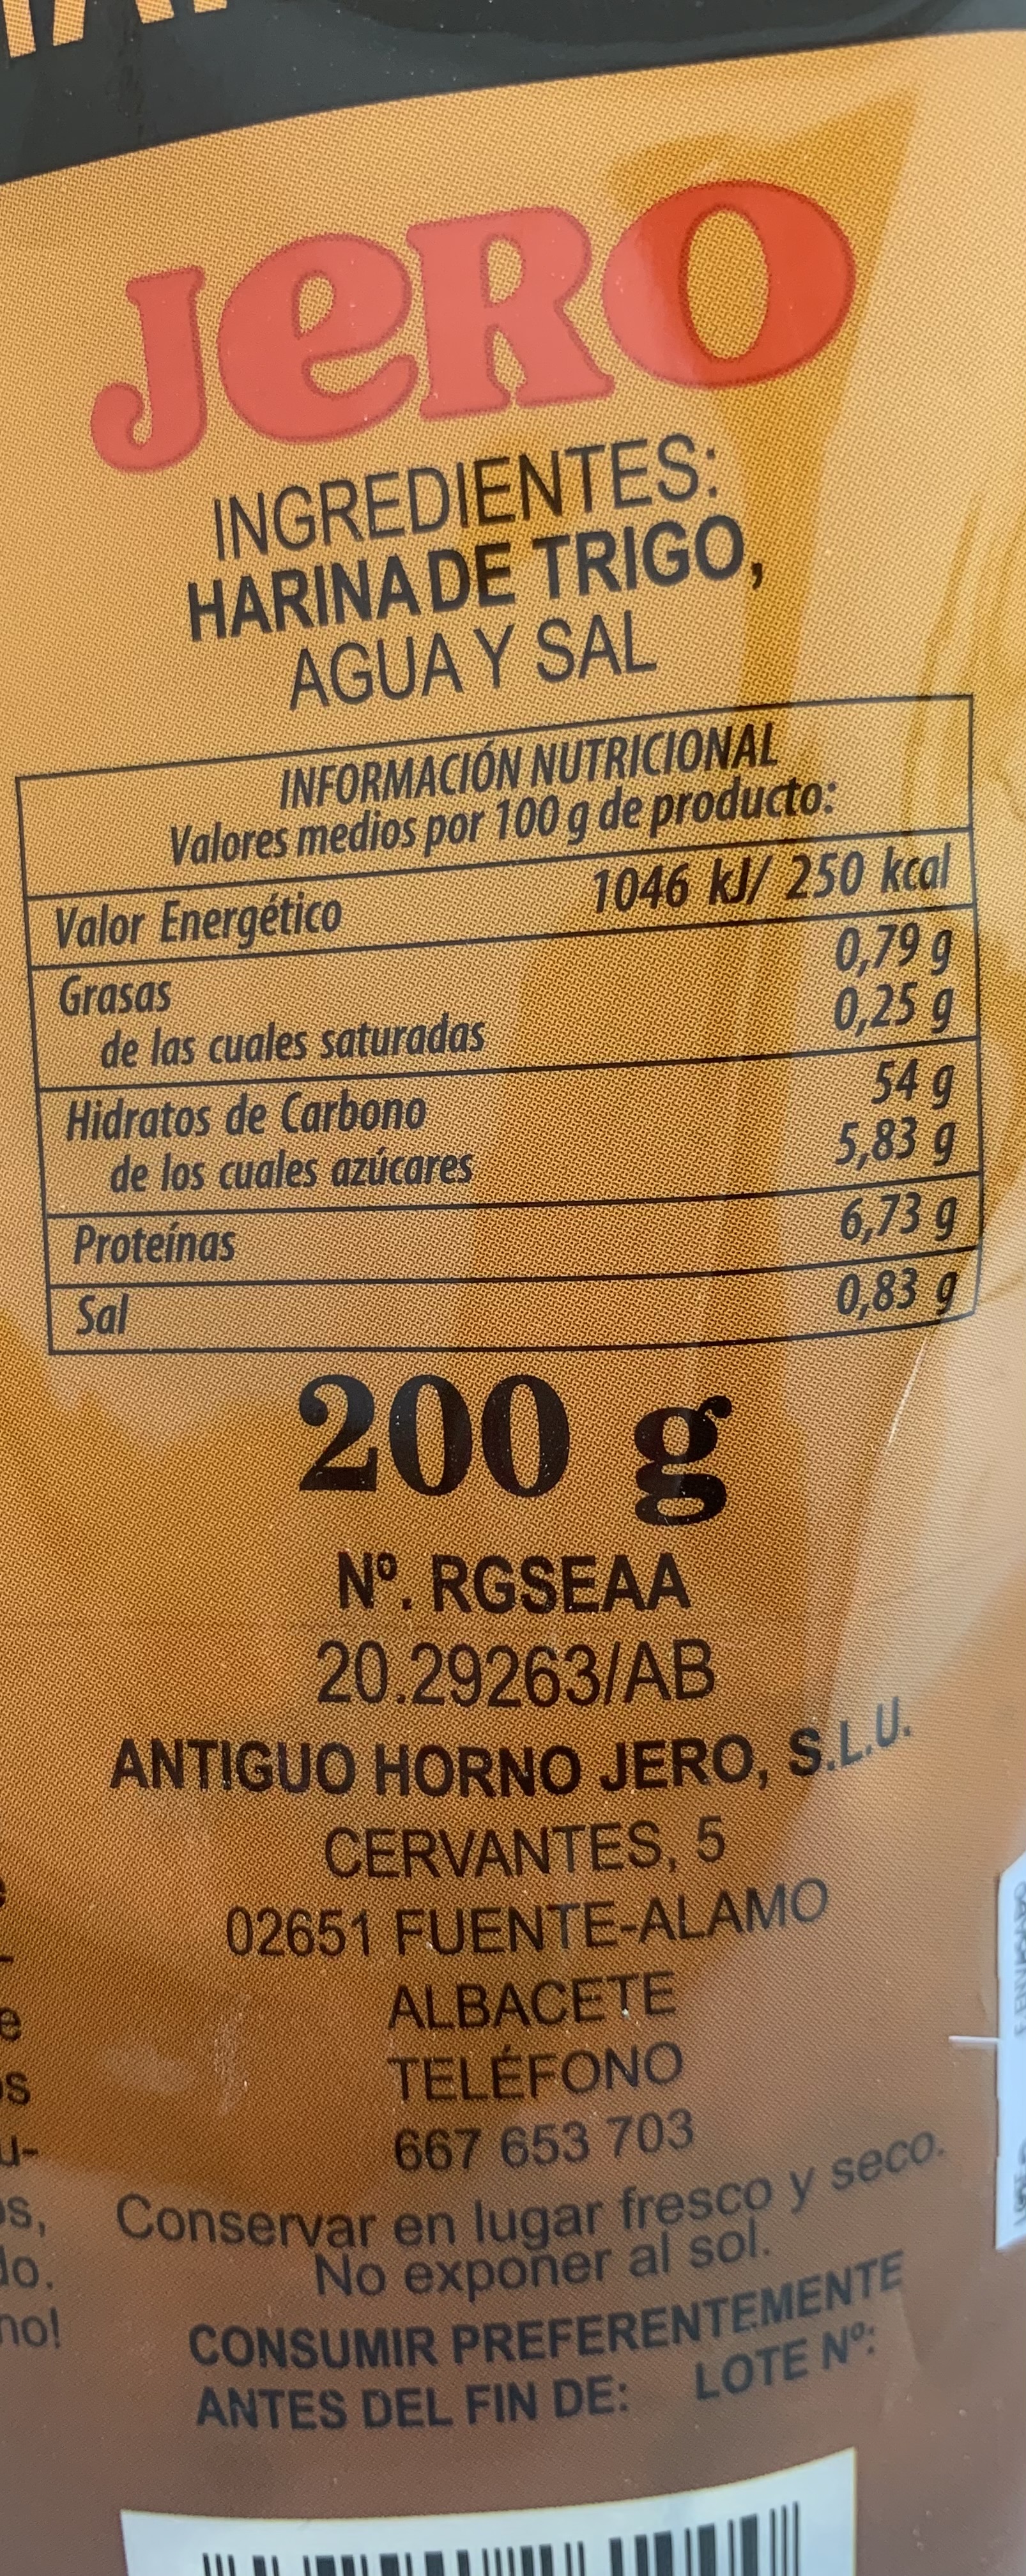 JeRO
INGREDIENTES:
HARINA DE TRIGO,
AGUA Y SAL
INFORMACIÓN NUTRICIONAL
Valores medios por 100 g de producto:
Valor Energético 1046 kJ/ 250 kcal
Grasas 0,79 g
de las cuales saturadas 0,25 g
Hidratos de Carbono 54 g
de los cuales azúcares 5,83 g
Proteínas 6,73 g
Sal 0,83 g
200 g
Nº. RGSEAA
20.29263/AB
ANTIGUO HORNO JERO, S.L.U.
CERVANTES, 5
02651 FUENTE-ALAMO
ALBACETE
TELÉFONO
667 653 703
Conservar en lugar fresco y seco.
No exponer al sol.
CONSUMIR PREFERENTEMENTE
ANTES DEL FIN DE: LOTE Nº: